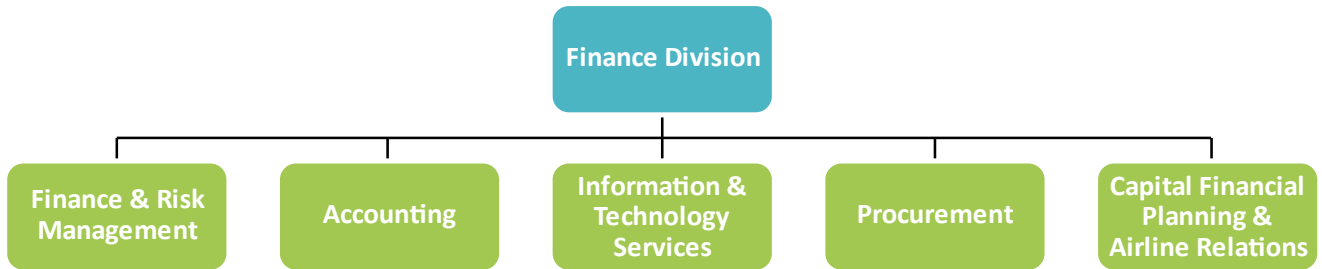 Finance Division
Finance & Risk
Management
Accounting
Information &
Technology
Services
Procurement
Capital Financial
Planning &
Airline Relations